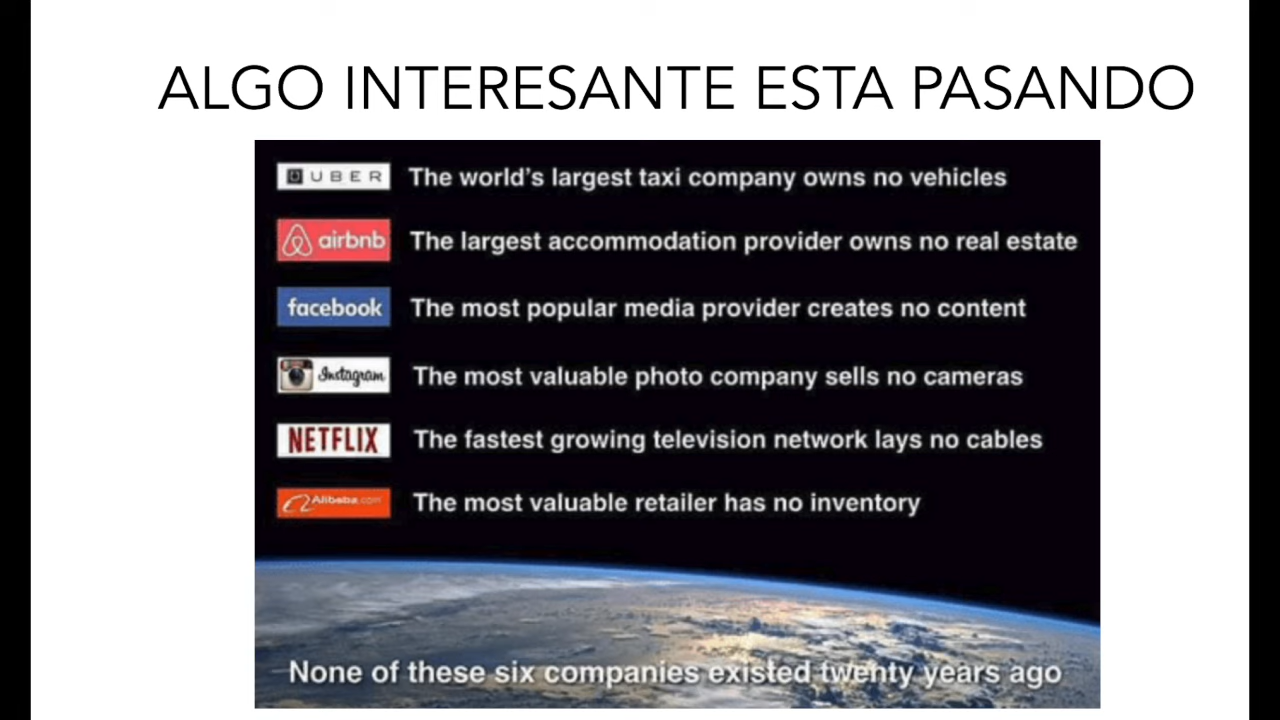 ALGO INTERESANTE ESTA PASANDO
UBER The world's largest taxi company owns no vehicles
airbnb The largest accommodation provider owns no real estate
facebook The most popular media provider creates no content
Instagram The most valuable photo company sells no cameras
NETFLIX The fastest growing television network lays no cables
Alibaba.com The most valuable retailer has no inventory
None of these six companies existed twenty years ago